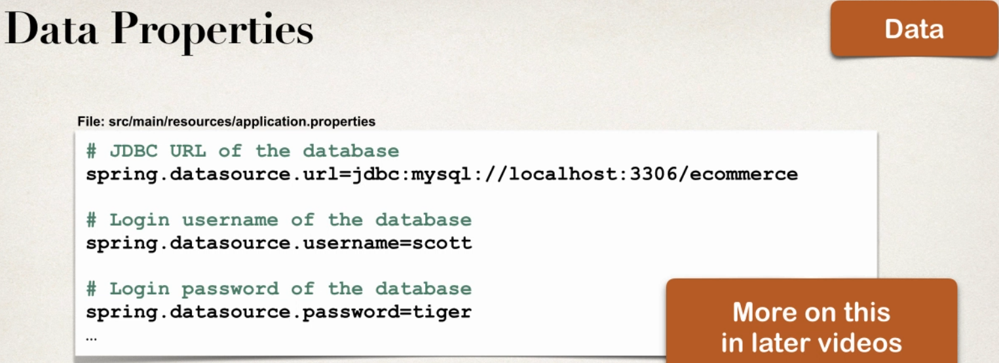 Data Properties
Data
File: src/main/resources/application.properties
# JDBC URL of the database
spring.datasource.url=jdbc:mysql://localhost:3306/ecommerce
# Login username of the database
spring.datasource.username=scott
# Login password of the database
spring.datasource.password=tiger
...
More on this
in later videos